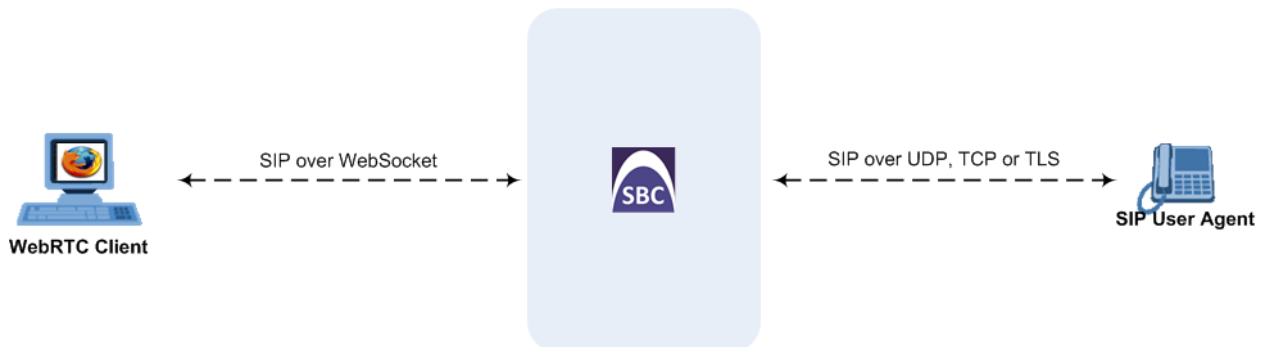 SIP over WebSocket
SIP over UDP, TCP or TLS
SBC
WebRTC Client
SIP User Agent